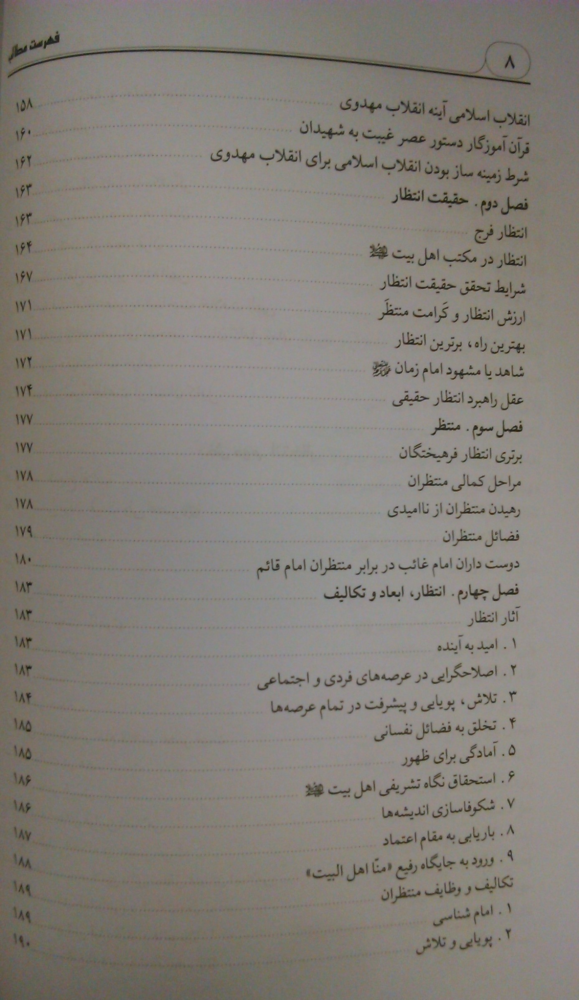 ۸
فهرست مطالب
انقلاب اسلامی آینه انقلاب مهدوی ۱۵۸
قرآن آموزگار دستور عصر غیبت به شهیدان ۱۶۰
شرط زمینه ساز بودن انقلاب اسلامی برای انقلاب مهدوی ۱۶۲
فصل دوم. حقیقت انتظار ۱۶۳
انتظار فرج ۱۶۳
انتظار در مکتب اهل بیت ۱۶۴
شرایط تحقق حقیقت انتظار ۱۶۷
ارزش انتظار و کَرامت منتظَر ۱۷۱
بهترین راه، برترین انتظار ۱۷۱
شاهد یا مشهود امام زمان ۱۷۲
عقل راهبرد انتظار حقیقی ۱۷۴
فصل سوم. منتظر ۱۷۷
برتری انتظار فرهیختگان ۱۷۷
مراحل کمالی منتظران ۱۷۸
رهیدن منتظران از ناامیدی ۱۷۸
فضائل منتظران ۱۷۹
دوست داران امام غائب در برابر منتظران امام قائم ۱۸۰
فصل چهارم. انتظار، ابعاد و تکالیف ۱۸۳
آثار انتظار ۱۸۳
۱. امید به آینده ۱۸۳
۲. اصلاحگرایی در عرصه‌های فردی و اجتماعی ۱۸۳
۳. تلاش، پویایی و پیشرفت در تمام عرصه‌ها ۱۸۴
۴. تخلق به فضائل نفسانی ۱۸۵
۵. آمادگی برای ظهور ۱۸۵
۶. استحقاق نگاه تشریفی اهل بیت ۱۸۶
۷. شکوفاسازی اندیشه‌ها ۱۸۶
۸. باریابی به مقام اعتماد ۱۸۷
۹. ورود به جایگاه رفیع «منّا اهل البیت» ۱۸۸
تکالیف و وظایف منتظران ۱۸۹
۱. امام شناسی ۱۸۹
۲. پویایی و تلاش ۱۹۰